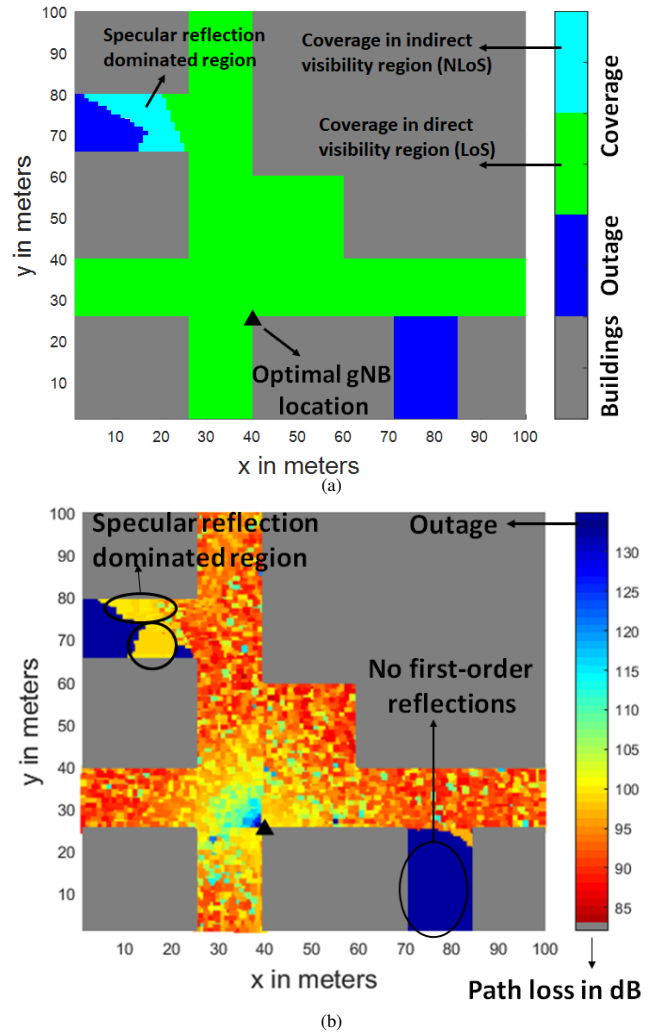 100
90
80
70
60
50
40
30
20
10
y in meters
Specular reflection
dominated region
Coverage in indirect
visibility region (NLoS)
Coverage in direct
visibility region (LoS)
Optimal gNB
location
10 20 30 40 50 60 70 80 90 100
x in meters
Coverage
Outage
Buildings
(a)
100
90
80
70
60
50
40
30
20
10
y in meters
Specular reflection
dominated region
Outage
No first-order
reflections
10 20 30 40 50 60 70 80 90 100
x in meters
130
125
120
115
110
105
100
95
90
85
Path loss in dB
(b)